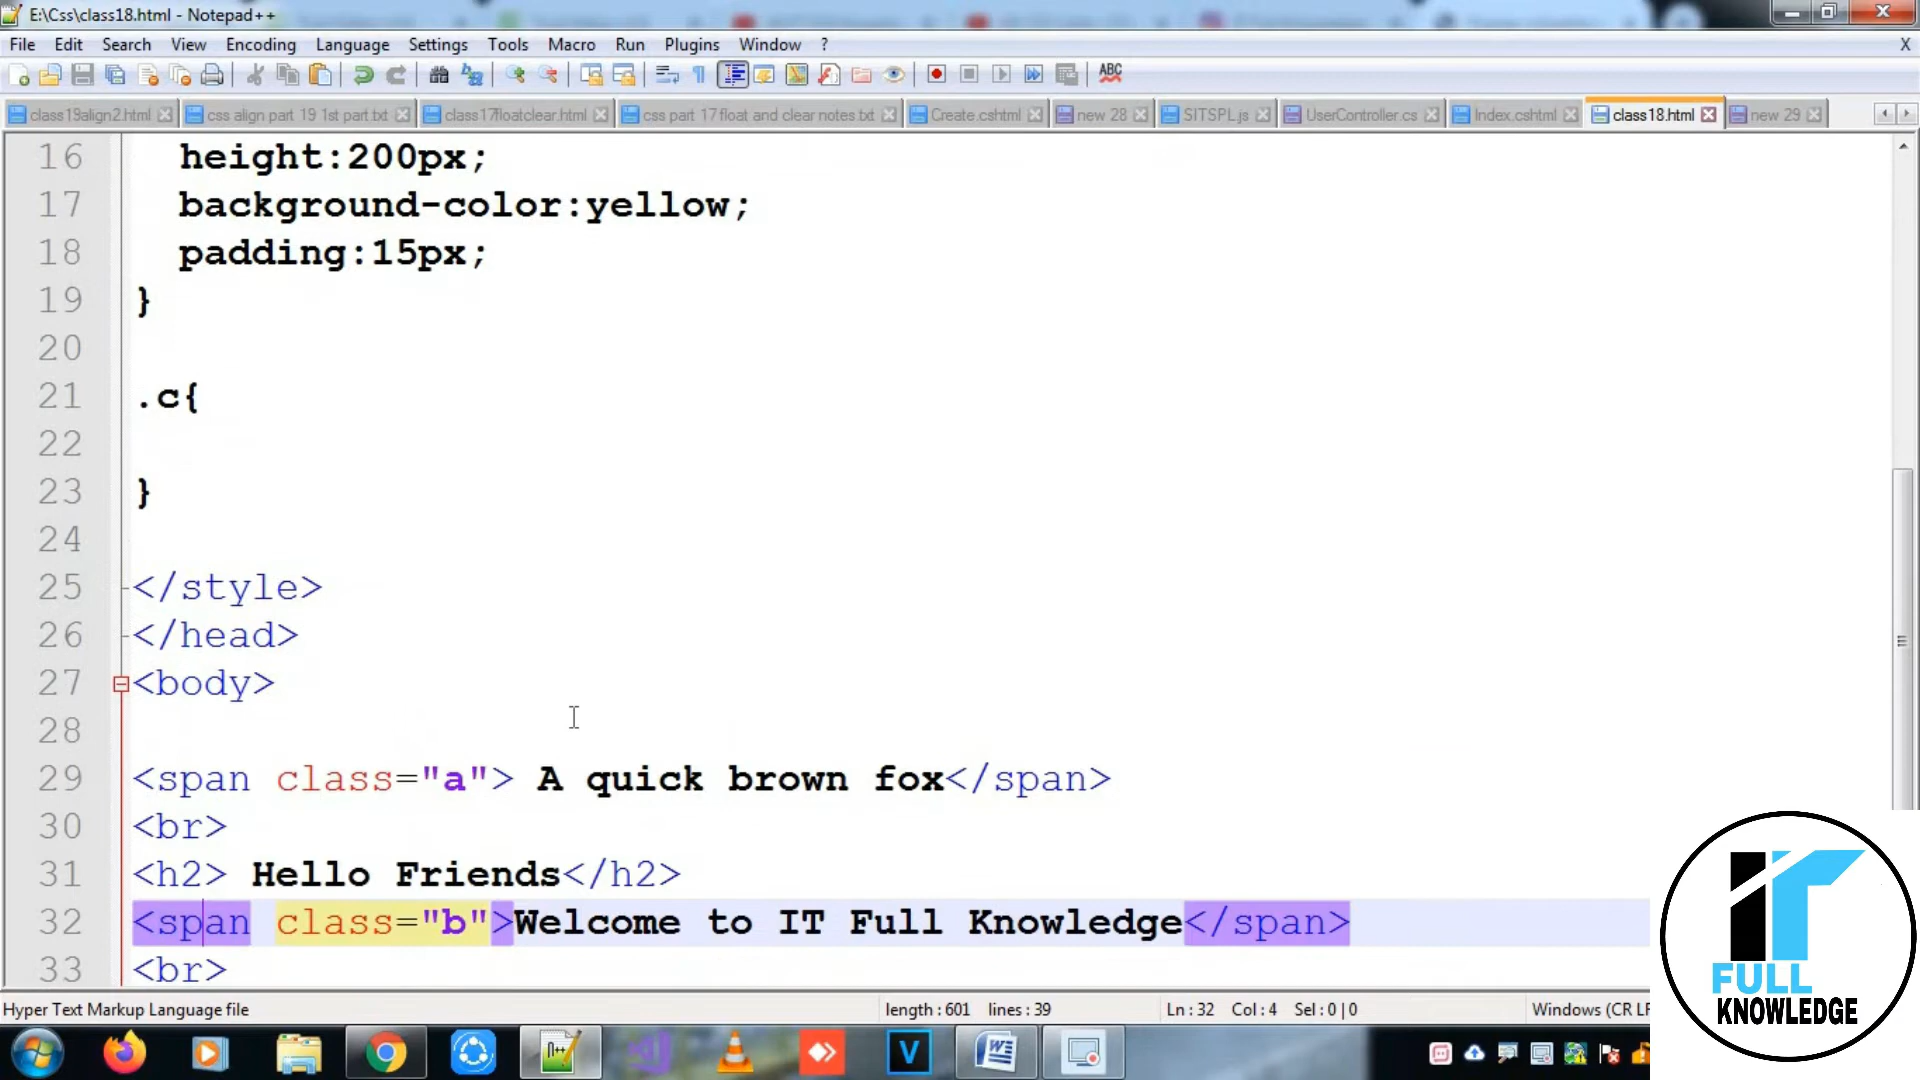 E:\Css\class18.html - Notepad++
File Edit Search View Encoding Language Settings Tools Macro Run Plugins Window ? X
ABC
class19align2.html css align part 19 1st part.txt class17floatclear.html css part 17 float and clear notes.txt Create.cshtml new 28 SITSPL.js UserController.cs Index.cshtml class18.html new 29
16 height:200px;
17 background-color:yellow;
18 padding:15px;
19 }
20
21 .c{
22
23 }
24
25 </style>
26 </head>
27 <body>
28
29 <span class="a"> A quick brown fox</span>
30 <br>
31 <h2> Hello Friends</h2>
32 <span class="b">Welcome to IT Full Knowledge</span>
33 <br>
Hyper Text Markup Language file length : 601 lines : 39 Ln : 32 Col : 4 Sel : 0 | 0 Windows (CR LF
IT
FULL
KNOWLEDGE
n++ V W